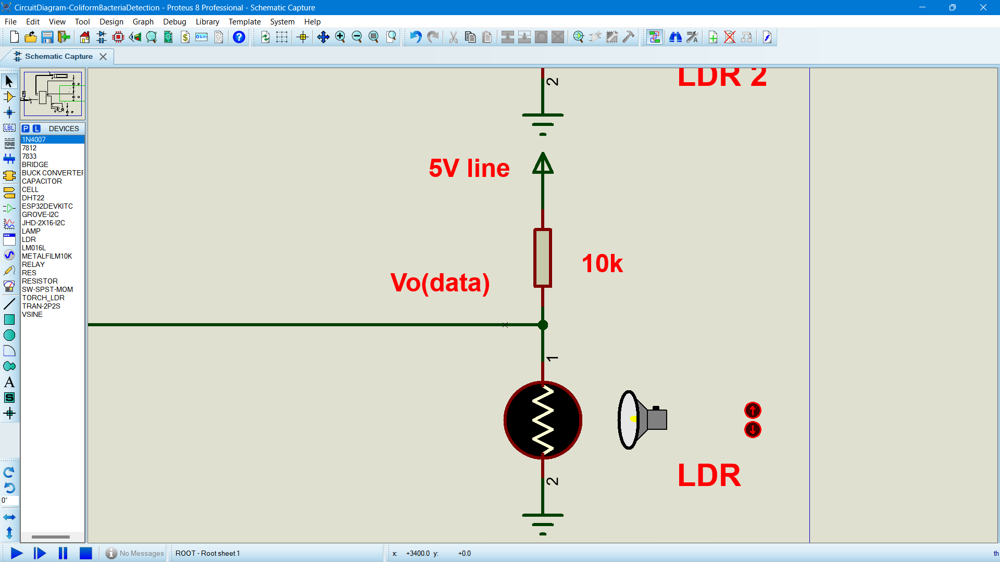 CircuitDiagram-ColiformBacteriaDetection - Proteus 8 Professional - Schematic Capture
File Edit View Tool Design Graph Debug Library Template System Help
Schematic Capture
P L DEVICES
1N4007
7812
7833
BRIDGE
BUCK CONVERTER
CAPACITOR
CELL
DHT22
ESP32DEVKITC
GROVE-I2C
JHD-2X16-I2C
LAMP
LDR
LM016L
METALFILM10K
RELAY
RES
RESISTOR
SW-SPST-MOM
TORCH_LDR
TRAN-2P2S
VSINE
LBL
A
S
0°
2
LDR 2
5V line
10k
Vo(data)
1
2
LDR
No Messages
ROOT - Root sheet 1
x: +3400.0 y: +0.0
th